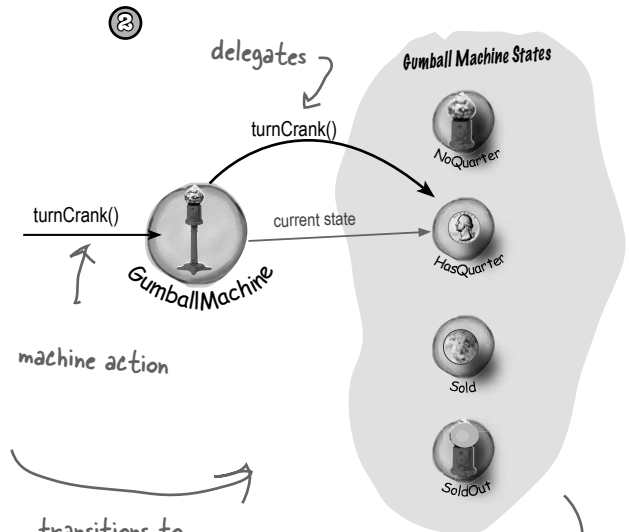 2
delegates
Gumball Machine States
turnCrank()
NoQuarter
turnCrank()
current state
HasQuarter
GumballMachine
machine action
Sold
SoldOut
transitions to